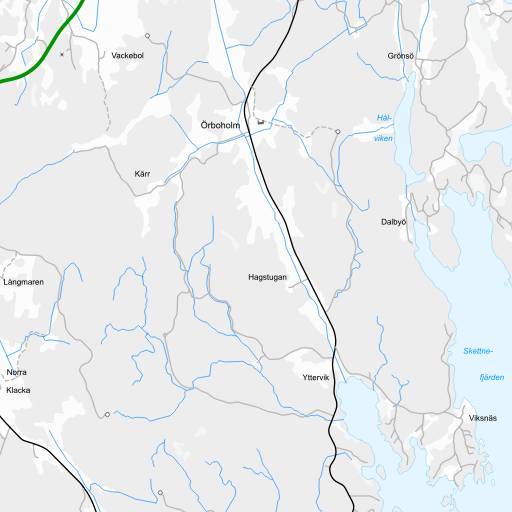 Vackebol
Grönsö
Häl-
viken
Örboholm
Kärr
Dalbyö
Hagstugan
Långmaren
Skettne-
fjärden
Norra
Klacka
Yttervik
Viksnäs